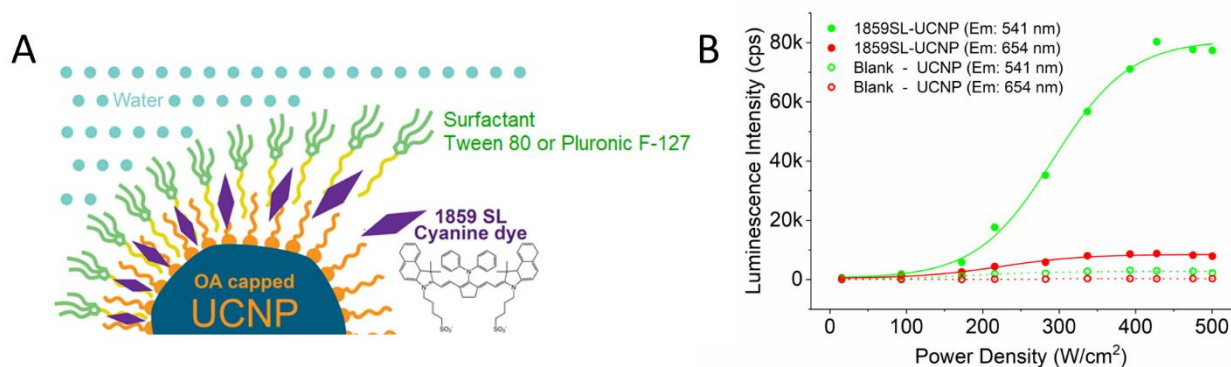 A
Water
Surfactant
Tween 80 or Pluronic F-127
1859 SL
Cyanine dye
OA capped
UCNP
N
N⁺
N
SO₃⁻
SO₃⁻
B
Luminescence Intensity (cps)
80k
60k
40k
20k
0
1859SL-UCNP (Em: 541 nm)
1859SL-UCNP (Em: 654 nm)
Blank - UCNP (Em: 541 nm)
Blank - UCNP (Em: 654 nm)
0 100 200 300 400 500
Power Density (W/cm²)